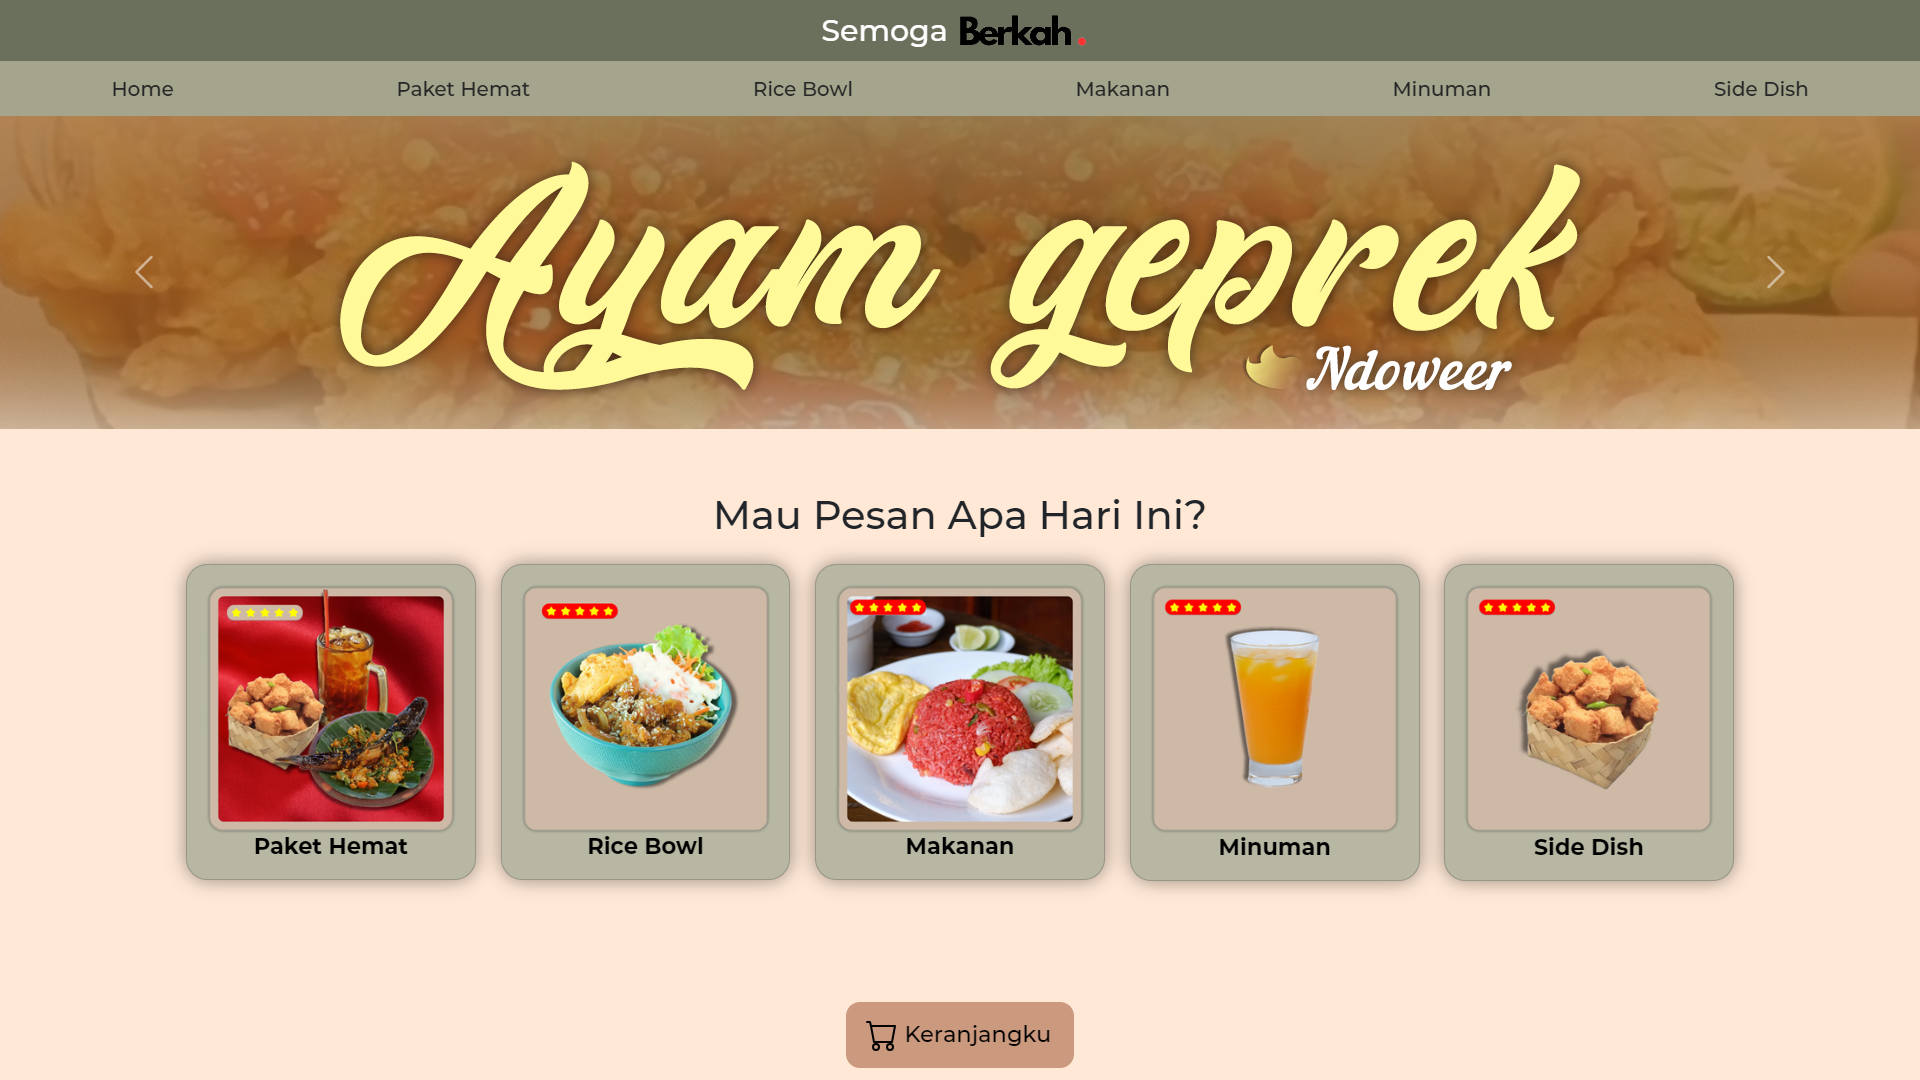 Semoga Berkah.
Home Paket Hemat Rice Bowl Makanan Minuman Side Dish
Ayam geprek
Ndoweer
Mau Pesan Apa Hari Ini?
Paket Hemat Rice Bowl Makanan Minuman Side Dish
Keranjangku